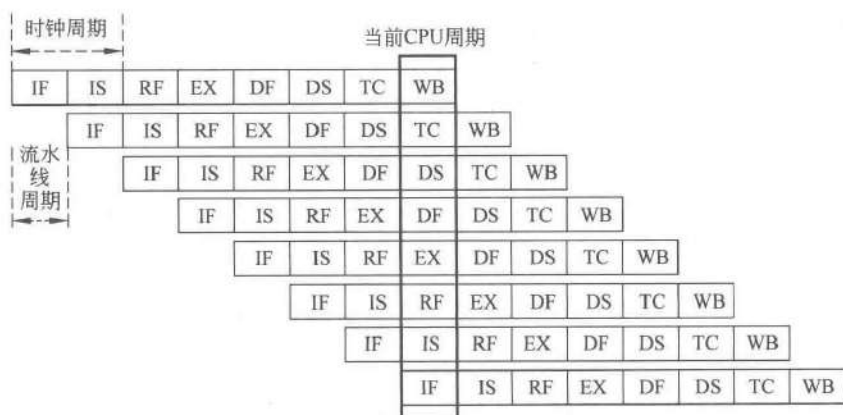 时钟周期
当前CPU周期
IF IS RF EX DF DS TC WB
IF IS RF EX DF DS TC WB
流水
线
周期
IF IS RF EX DF DS TC WB
IF IS RF EX DF DS TC WB
IF IS RF EX DF DS TC WB
IF IS RF EX DF DS TC WB
IF IS RF EX DF DS TC WB
IF IS RF EX DF DS TC WB